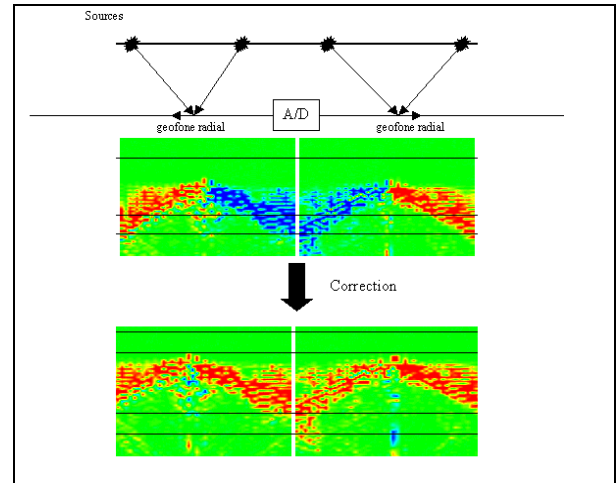 Sources
A/D
geofone radial
geofone radial
Correction